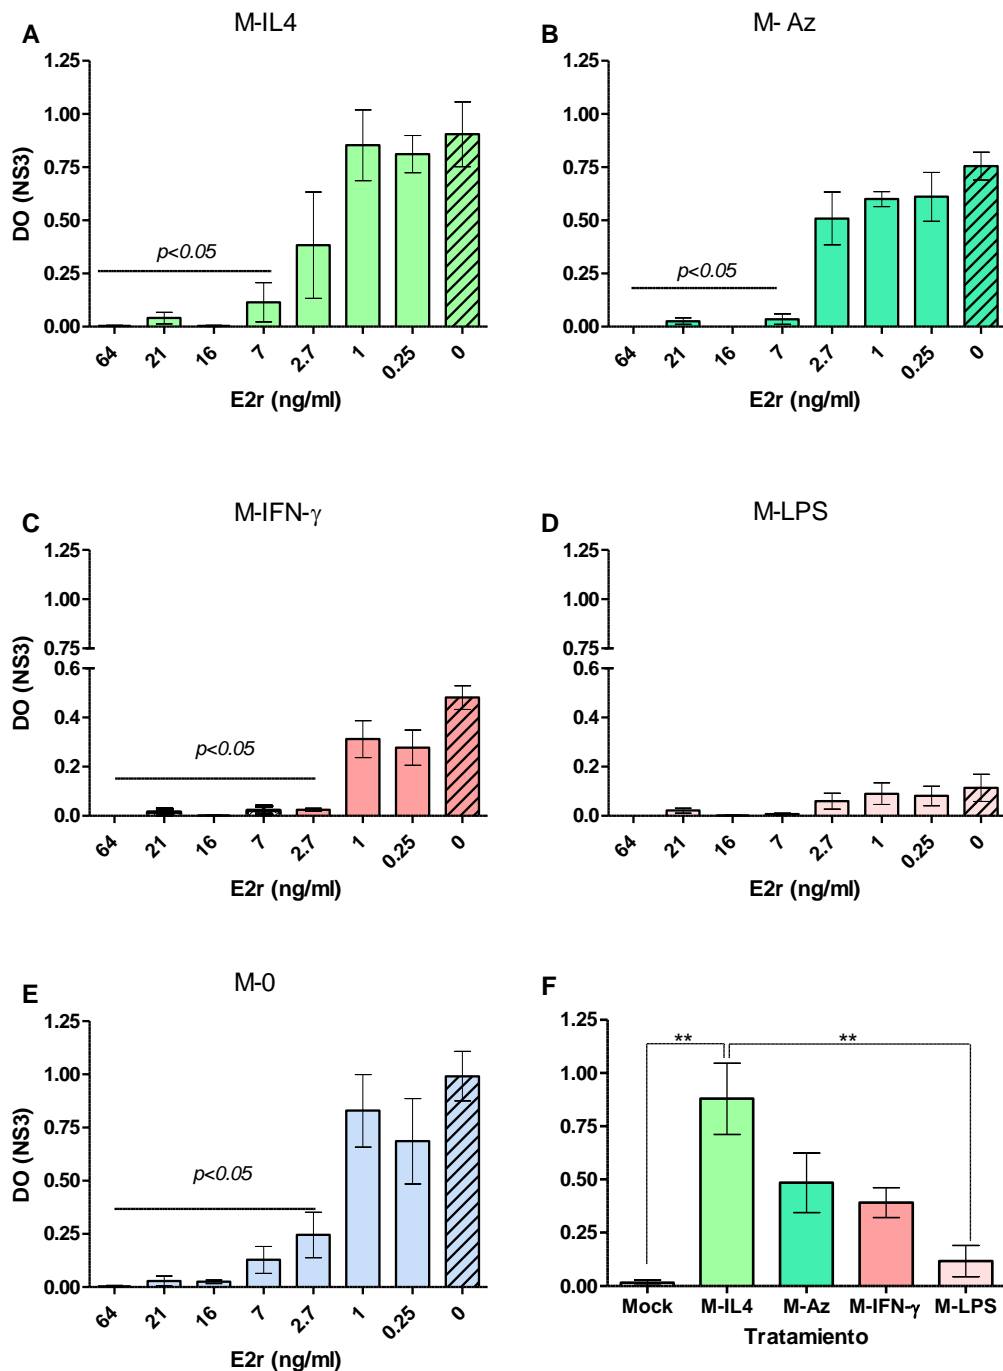 A
M-IL4
DO (NS3)
1.25
1.00
0.75
0.50
0.25
0.00
p<0.05
64 21 16 7 2.7 1 0.25 0
E2r (ng/ml)
B
M- Az
1.25
1.00
0.75
0.50
0.25
0.00
p<0.05
64 21 16 7 2.7 1 0.25 0
E2r (ng/ml)
C
M-IFN-γ
DO (NS3)
1.25
1.00
0.75
0.6
0.4
0.2
0.0
p<0.05
64 21 16 7 2.7 1 0.25 0
E2r (ng/ml)
D
M-LPS
1.25
1.00
0.75
0.6
0.4
0.2
0.0
64 21 16 7 2.7 1 0.25 0
E2r (ng/ml)
E
M-0
DO (NS3)
1.25
1.00
0.75
0.50
0.25
0.00
p<0.05
64 21 16 7 2.7 1 0.25 0
E2r (ng/ml)
F
1.25
1.00
0.75
0.50
0.25
0.00
** **
Mock M-IL4 M-Az M-IFN-γ M-LPS
Tratamiento